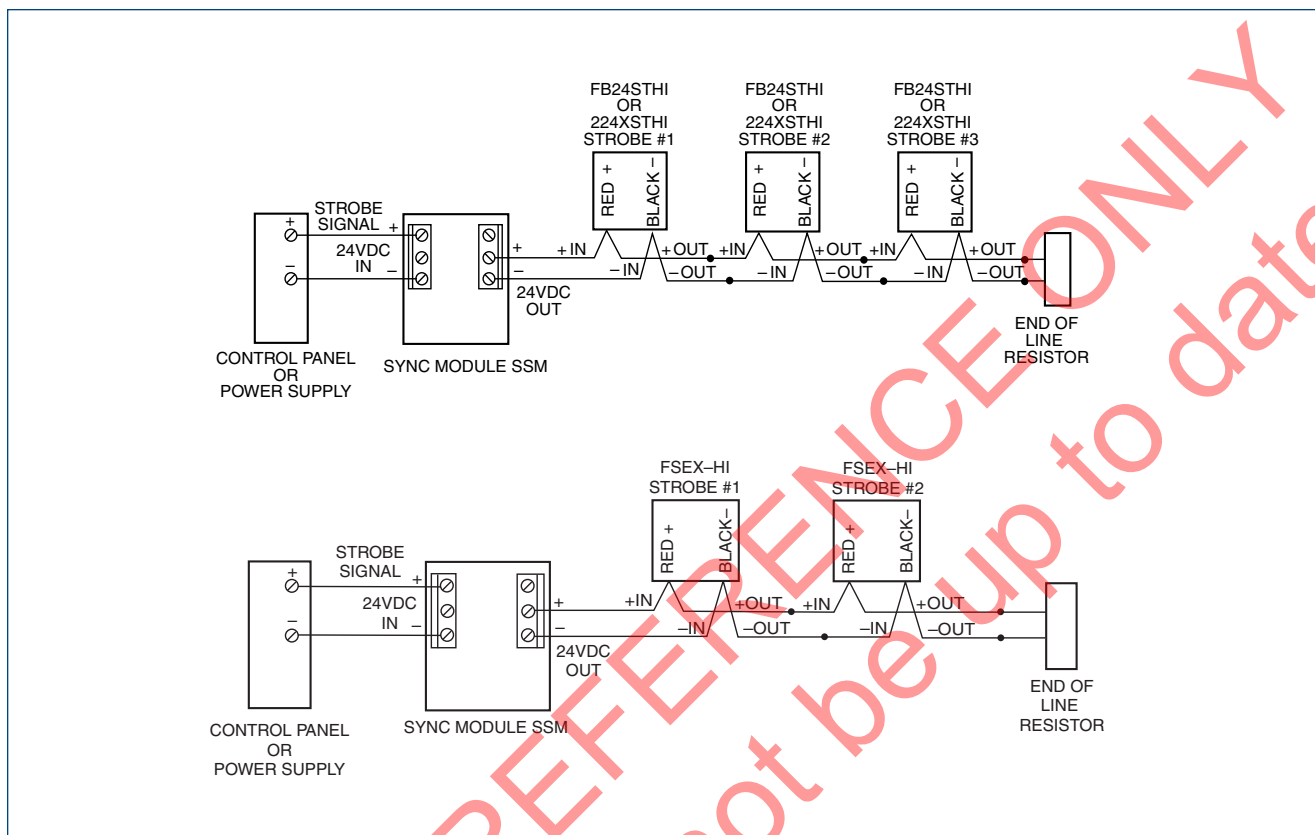 FB24STHI
OR
224XSTHI
STROBE #1
FB24STHI
OR
224XSTHI
STROBE #2
FB24STHI
OR
224XSTHI
STROBE #3
RED +
BLACK –
RED +
BLACK –
RED +
BLACK –
STROBE
SIGNAL
+
+
24VDC
IN
–
–
+
–
24VDC
OUT
+IN
–IN
+OUT
–OUT
+IN
–IN
+OUT
–OUT
+IN
–IN
+OUT
–OUT
CONTROL PANEL
OR
POWER SUPPLY
SYNC MODULE SSM
END OF
LINE
RESISTOR
FSEX–HI
STROBE #1
FSEX–HI
STROBE #2
RED +
BLACK–
RED +
BLACK–
STROBE
SIGNAL
+
+
24VDC
IN
–
–
+
–
24VDC
OUT
+IN
–IN
+OUT
–OUT
+IN
–IN
+OUT
–OUT
CONTROL PANEL
OR
POWER SUPPLY
SYNC MODULE SSM
END OF
LINE
RESISTOR
REFERENCE ONLY
not be up to date